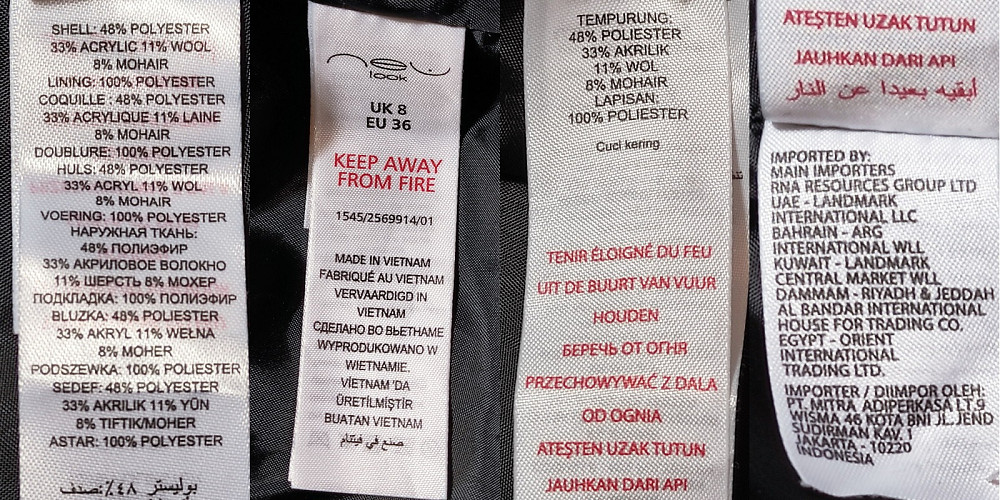 SHELL: 48% POLYESTER
33% ACRYLIC 11% WOOL
8% MOHAIR
LINING: 100% POLYESTER
COQUILLE : 48% POLYESTER
33% ACRYLIQUE 11% LAINE
8% MOHAIR
DOUBLURE: 100% POLYESTER
HULS: 48% POLYESTER
33% ACRYL 11% WOL
8% MOHAIR
VOERING: 100% POLYESTER
НАРУЖНАЯ ТКАНЬ:
48% ПОЛИЭФИР
33% АКРИЛОВОЕ ВОЛОКНО
11% ШЕРСТЬ 8% МОХЕР
ПОДКЛАДКА: 100% ПОЛИЭФИР
BLUZKA: 48% POLIESTER
33% AKRYL 11% WEŁNA
8% MOHER
PODSZEWKA: 100% POLIESTER
SEDEF: 48% POLYESTER
33% AKRILIK 11% YÜN
8% TIFTIK/MOHER
ASTAR: 100% POLYESTER
صدف:٪٤٨ بوليستر
new
look
UK 8
EU 36
KEEP AWAY
FROM FIRE
1545/2569914/01
MADE IN VIETNAM
FABRIQUÉ AU VIETNAM
VERVAARDIGD IN
VIETNAM
СДЕЛАНО ВО ВЬЕТНАМЕ
WYPRODUKOWANO W
WIETNAMIE.
VİETNAM 'DA
ÜRETİLMİŞTİR
BUATAN VIETNAM
صنع في فيتنام
TEMPURUNG:
48% POLIESTER
33% AKRILIK
11% WOL
8% MOHAIR
LAPISAN:
100% POLIESTER
Cuci kering
TENIR ÉLOIGNÉ DU FEU
UIT DE BUURT VAN VUUR
HOUDEN
БЕРЕЧЬ ОТ ОГНЯ
PRZECHOWYWAĆ Z DALA
OD OGNIA
ATEŞTEN UZAK TUTUN
JAUHKAN DARI API
ATEŞTEN UZAK TUTUN
JAUHKAN DARI API
أبقيه بعيدا عن النار
IMPORTED BY:
MAIN IMPORTERS
RNA RESOURCES GROUP LTD
UAE - LANDMARK
INTERNATIONAL LLC
BAHRAIN - ARG
INTERNATIONAL WLL
KUWAIT - LANDMARK
CENTRAL MARKET WLL
DAMMAM - RIYADH & JEDDAH
AL BANDAR INTERNATIONAL
HOUSE FOR TRADING CO.
EGYPT - ORIENT
INTERNATIONAL
TRADING LTD.
IMPORTER / DIIMPOR OLEH:
PT. MITRA ADIPERKASA LT.9
WISMA 46 KOTA BNI JL.JEND
SUDIRMAN KAV. 1
JAKARTA - 10220
INDONESIA